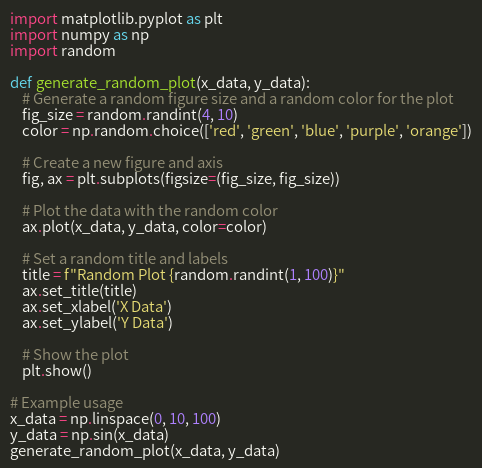 import matplotlib.pyplot as plt
import numpy as np
import random

def generate_random_plot(x_data, y_data):
    # Generate a random figure size and a random color for the plot
    fig_size = random.randint(4, 10)
    color = np.random.choice(['red', 'green', 'blue', 'purple', 'orange'])

    # Create a new figure and axis
    fig, ax = plt.subplots(figsize=(fig_size, fig_size))

    # Plot the data with the random color
    ax.plot(x_data, y_data, color=color)

    # Set a random title and labels
    title = f"Random Plot {random.randint(1, 100)}"
    ax.set_title(title)
    ax.set_xlabel('X Data')
    ax.set_ylabel('Y Data')

    # Show the plot
    plt.show()

# Example usage
x_data = np.linspace(0, 10, 100)
y_data = np.sin(x_data)
generate_random_plot(x_data, y_data)